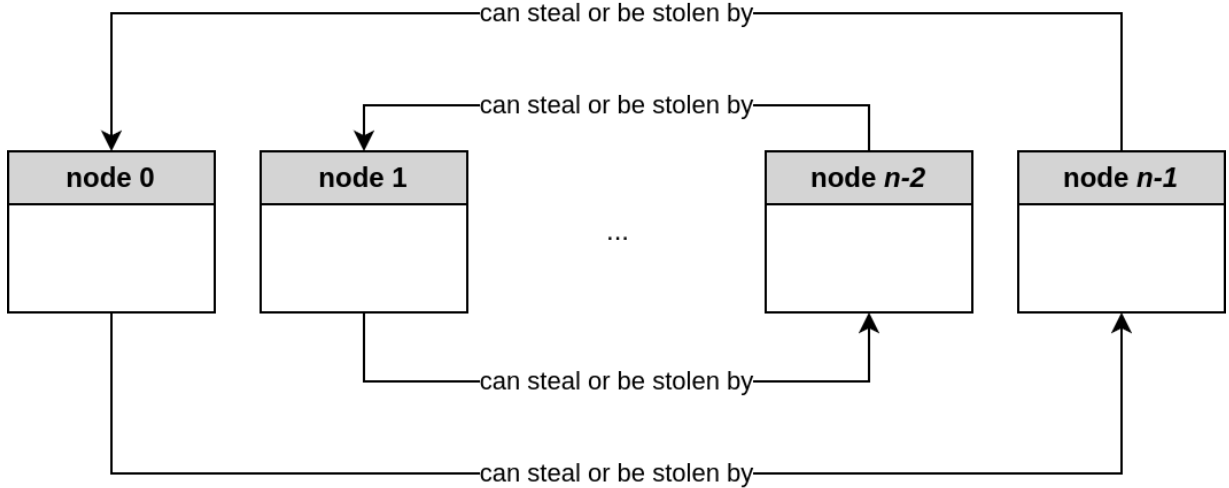 can steal or be stolen by
can steal or be stolen by
node 0
node 1
node n-2
node n-1
...
can steal or be stolen by
can steal or be stolen by